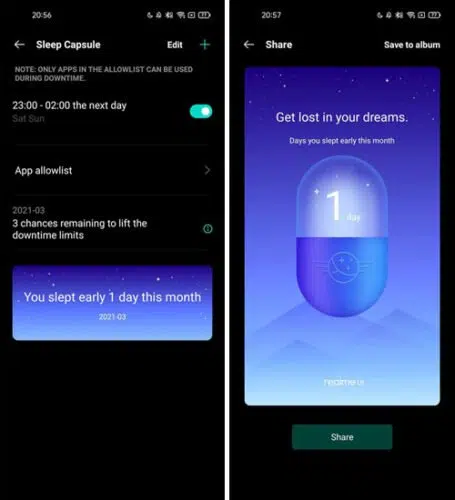 20:56
77
Sleep Capsule
Edit
NOTE: ONLY APPS IN THE ALLOWLIST CAN BE USED
DURING DOWNTIME.
23:00 - 02:00 the next day
Sat Sun
App allowlist
2021-03
3 chances remaining to lift the
downtime limits
You slept early 1 day this month
2021-03
20:57
77
Share
Save to album
Get lost in your dreams.
Days you slept early this month
1 day
realme UI
Share